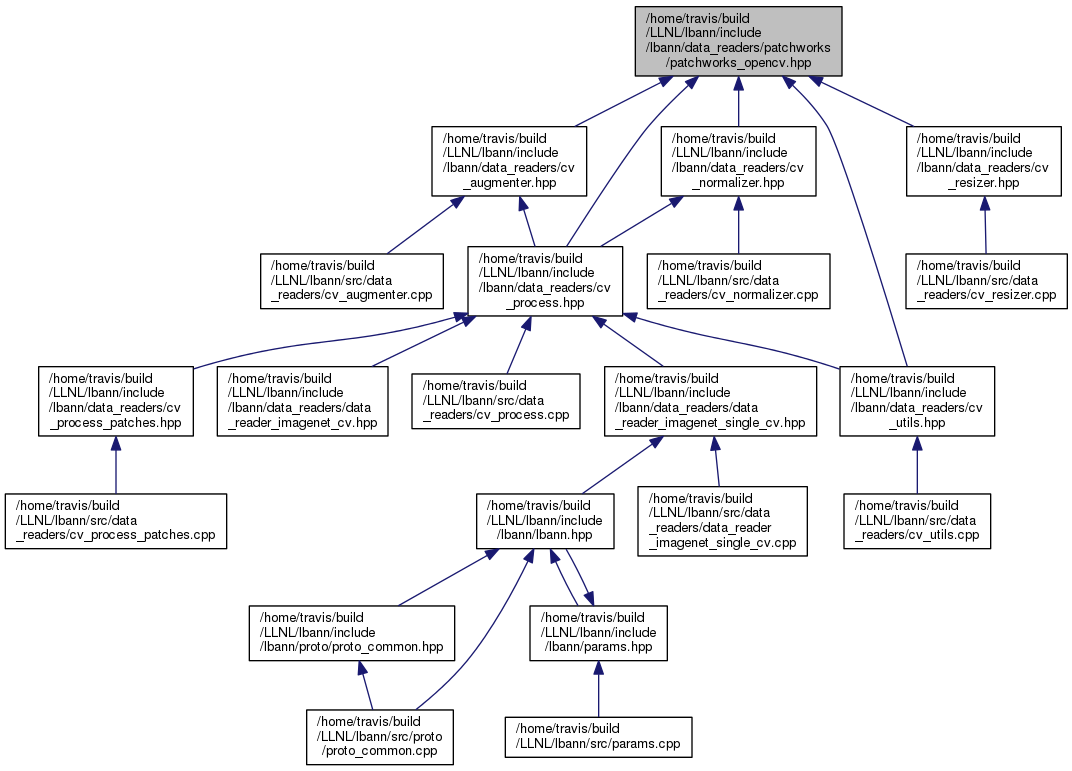 /home/travis/build
/LLNL/lbann/include
/lbann/data_readers/patchworks
/patchworks_opencv.hpp
/home/travis/build
/LLNL/lbann/include
/lbann/data_readers/cv
_augmenter.hpp
/home/travis/build
/LLNL/lbann/include
/lbann/data_readers/cv
_normalizer.hpp
/home/travis/build
/LLNL/lbann/include
/lbann/data_readers/cv
_resizer.hpp
/home/travis/build
/LLNL/lbann/src/data
_readers/cv_augmenter.cpp
/home/travis/build
/LLNL/lbann/include
/lbann/data_readers/cv
_process.hpp
/home/travis/build
/LLNL/lbann/src/data
_readers/cv_normalizer.cpp
/home/travis/build
/LLNL/lbann/src/data
_readers/cv_resizer.cpp
/home/travis/build
/LLNL/lbann/include
/lbann/data_readers/cv
_process_patches.hpp
/home/travis/build
/LLNL/lbann/include
/lbann/data_readers/data
_reader_imagenet_cv.hpp
/home/travis/build
/LLNL/lbann/src/data
_readers/cv_process.cpp
/home/travis/build
/LLNL/lbann/include
/lbann/data_readers/data
_reader_imagenet_single_cv.hpp
/home/travis/build
/LLNL/lbann/include
/lbann/data_readers/cv
_utils.hpp
/home/travis/build
/LLNL/lbann/src/data
_readers/cv_process_patches.cpp
/home/travis/build
/LLNL/lbann/include
/lbann/lbann.hpp
/home/travis/build
/LLNL/lbann/src/data
_readers/data_reader
_imagenet_single_cv.cpp
/home/travis/build
/LLNL/lbann/src/data
_readers/cv_utils.cpp
/home/travis/build
/LLNL/lbann/include
/lbann/proto/proto_common.hpp
/home/travis/build
/LLNL/lbann/include
/lbann/params.hpp
/home/travis/build
/LLNL/lbann/src/proto
/proto_common.cpp
/home/travis/build
/LLNL/lbann/src/params.cpp